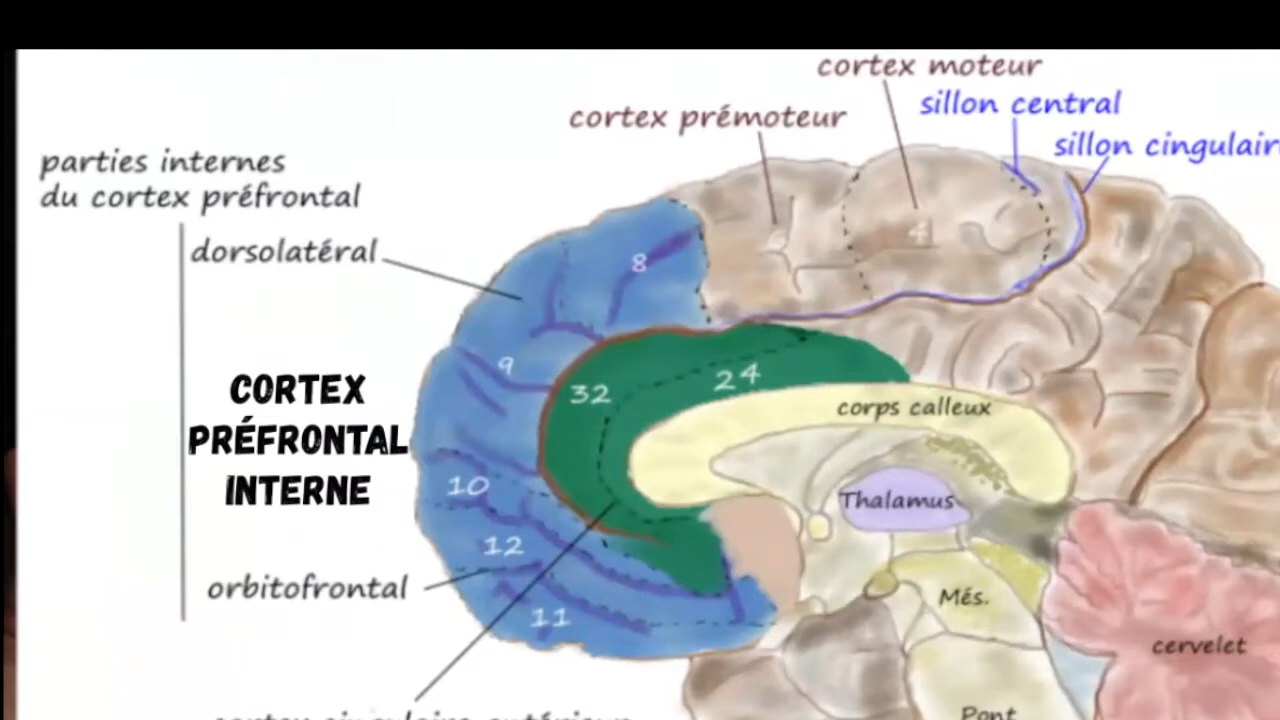 cortex moteur
sillon central
cortex prémoteur
sillon cingulair
parties internes
du cortex préfrontal
dorsolatéral
8
4
9
32
24
CORTEX
PRÉFRONTAL
INTERNE
corps calleux
10
Thalamus
12
orbitofrontal
Més.
11
cervelet
Pont